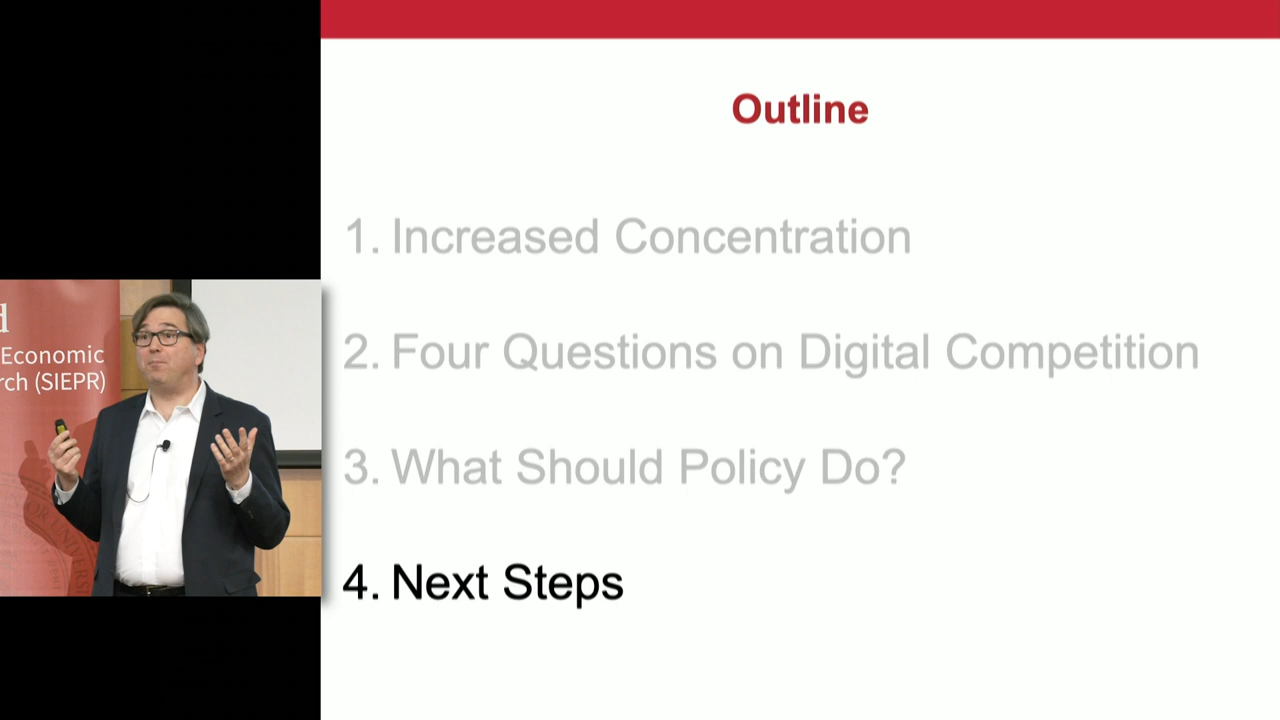 Outline
1. Increased Concentration
2. Four Questions on Digital Competition
3. What Should Policy Do?
4. Next Steps
d
Economic
rch (SIEPR)